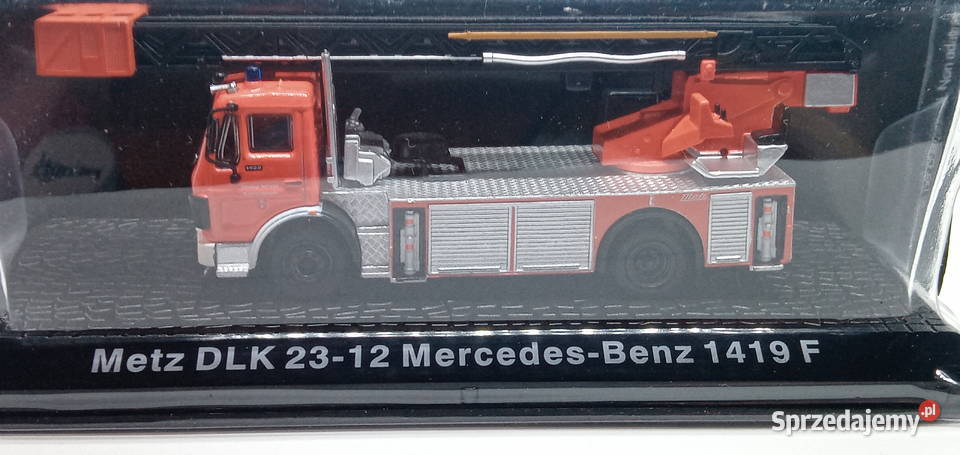 Metz DLK 23-12 Mercedes-Benz 1419 F
Sprzedajemy.pl